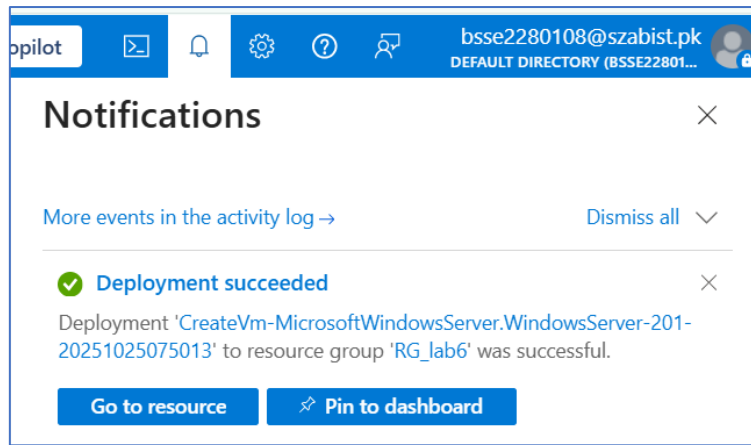 opilot
bsse2280108@szabist.pk
DEFAULT DIRECTORY (BSSE22801...
Notifications
More events in the activity log →
Dismiss all
Deployment succeeded
Deployment 'CreateVm-MicrosoftWindowsServer.WindowsServer-201-
20251025075013' to resource group 'RG_lab6' was successful.
Go to resource
Pin to dashboard